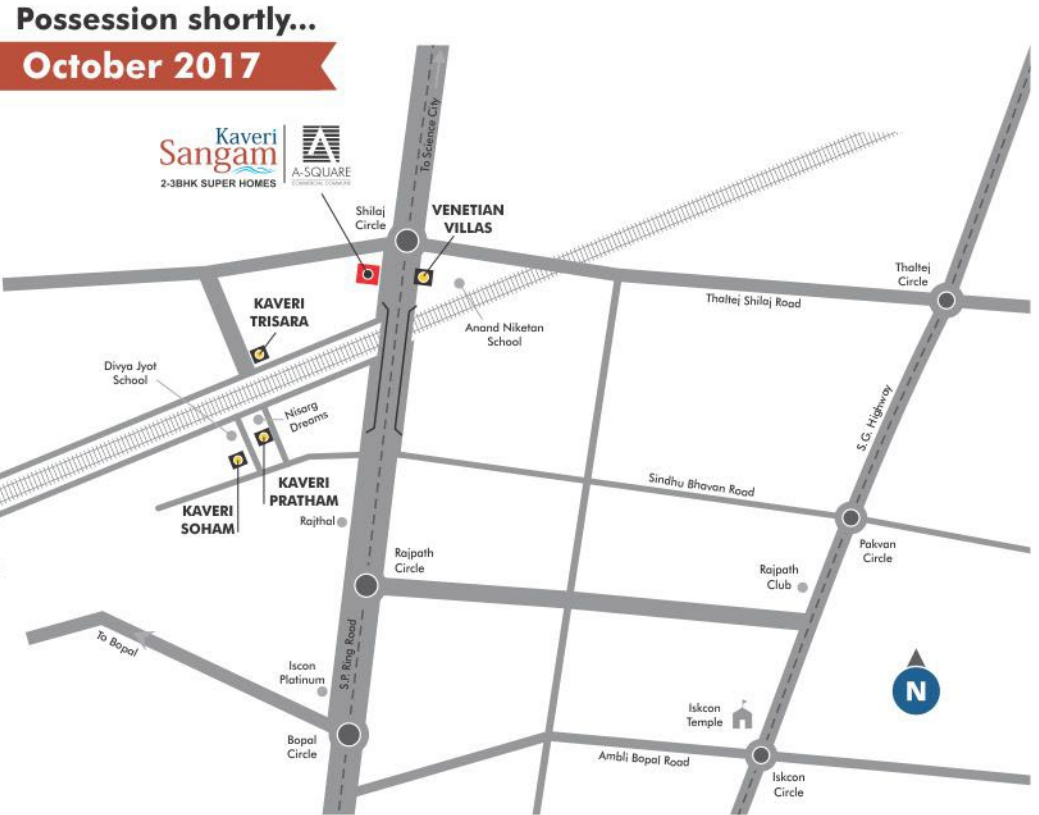 Possession shortly...
October 2017
Kaveri
Sangam
2-3BHK SUPER HOMES
A-SQUARE
To Science City
Shilaj
Circle
VENETIAN
VILLAS
Thaltej
Circle
Thaltej Shilaj Road
KAVERI
TRISARA
Anand Niketan
School
Divya Jyot
School
Nisarg
Dreams
S.G. Highway
Sindhu Bhavan Road
KAVERI
PRATHAM
KAVERI
SOHAM
Rajthal
Pakvan
Circle
Rajpath
Circle
Rajpath
Club
To Bopal
S.P. Ring Road
Iscon
Platinum
N
Iskcon
Temple
Bopal
Circle
Ambli Bopal Road
Iskcon
Circle